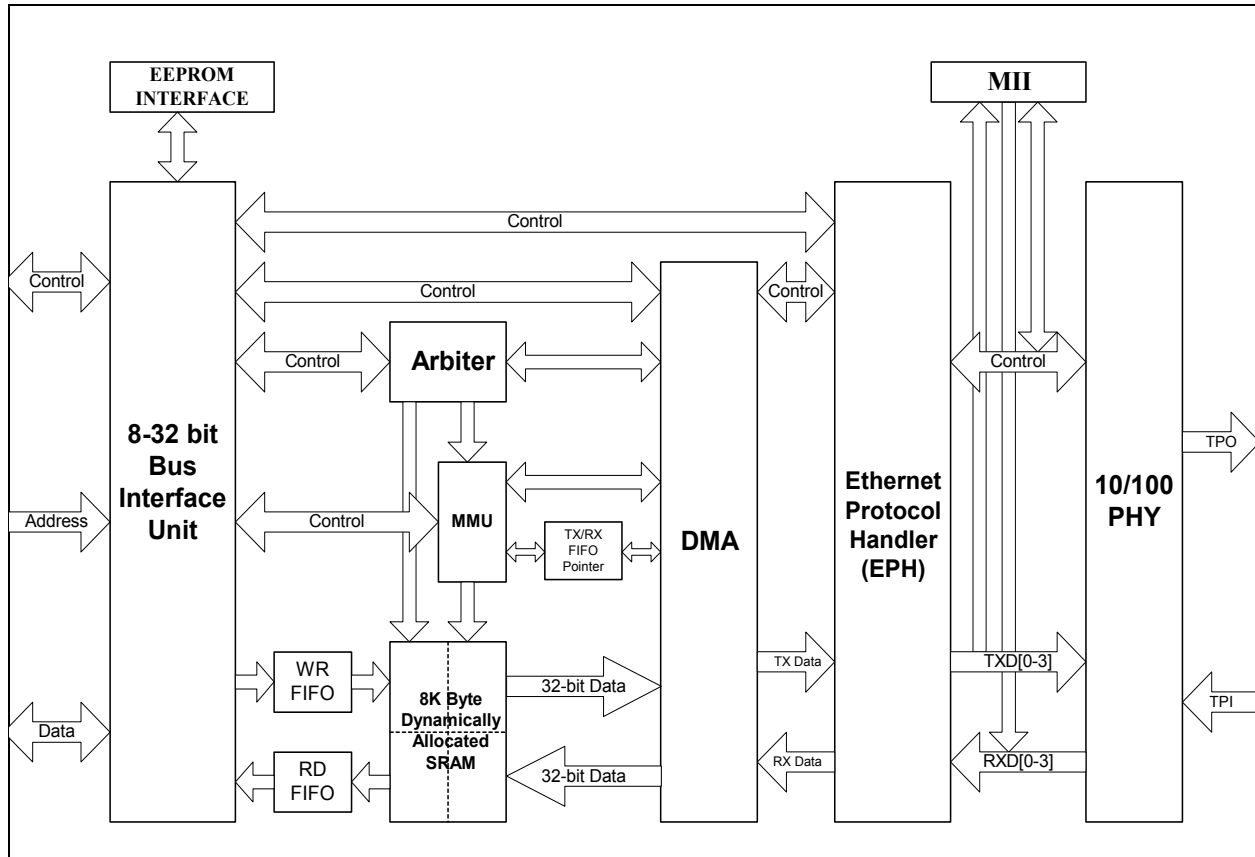 EEPROM
INTERFACE
MII
Control
Control
Control
Control
Control
Arbiter
Control
8-32 bit
Bus
Interface
Unit
Address
Control
MMU
TX/RX
FIFO
Pointer
DMA
Ethernet
Protocol
Handler
(EPH)
Control
10/100
PHY
TPO
WR
FIFO
RD
FIFO
8K Byte
Dynamically
Allocated
SRAM
32-bit Data
32-bit Data
TX Data
RX Data
TXD[0-3]
RXD[0-3]
TPI
Data